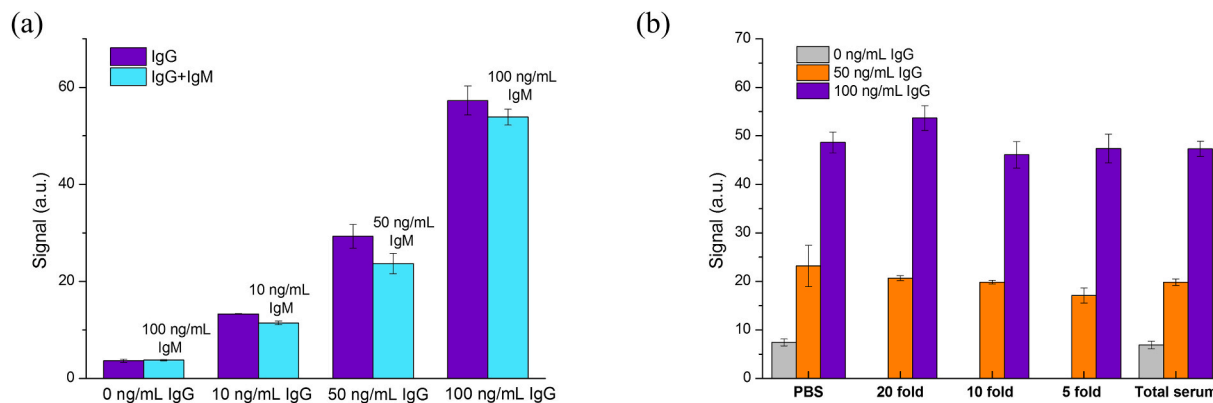 (a)
IgG
IgG+IgM
Signal (a.u.)
60
40
20
0
100 ng/mL
IgM
10 ng/mL
IgM
50 ng/mL
IgM
100 ng/mL
IgM
0 ng/mL IgG
10 ng/mL IgG
50 ng/mL IgG
100 ng/mL IgG
(b)
0 ng/mL IgG
50 ng/mL IgG
100 ng/mL IgG
Signal (a.u.)
70
60
50
40
30
20
10
0
PBS
20 fold
10 fold
5 fold
Total serum